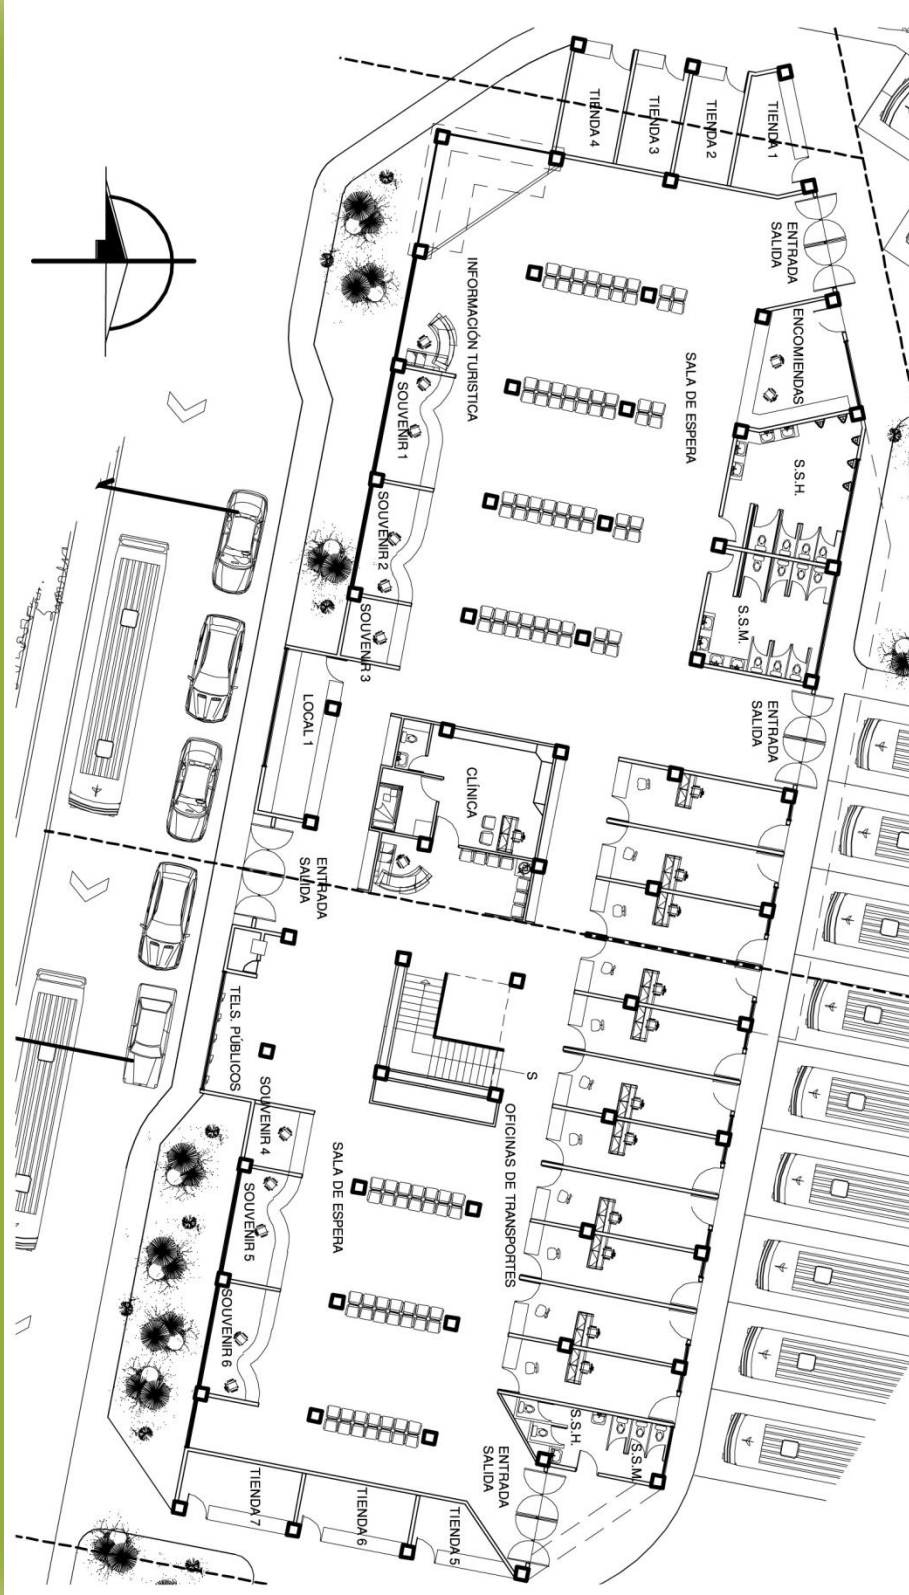 TIENDA 4
TIENDA 3
TIENDA 2
TIENDA 1
ENTRADA
SALIDA
INFORMACIÓN TURISTICA
ENCOMIENDAS
SALA DE ESPERA
SOUVENIR 1
S.S.H.
SOUVENIR 2
SOUVENIR 3
S.S.M.
LOCAL 1
ENTRADA
SALIDA
CLÍNICA
ENTRADA
SALIDA
TELS. PÚBLICOS
S
SOUVENIR 4
OFICINAS DE TRANSPORTES
SALA DE ESPERA
SOUVENIR 5
SOUVENIR 6
S.S.H.
S.S.M.
ENTRADA
SALIDA
TIENDA 7
TIENDA 6
TIENDA 5